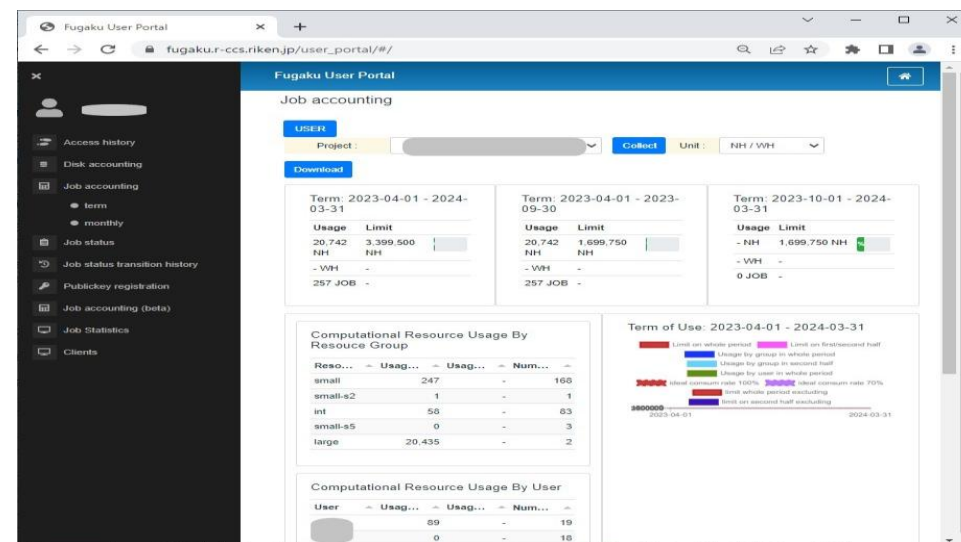 Fugaku User Portal
fugaku.r-ccs.riken.jp/user_portal/#/
Fugaku User Portal
Access history
Disk accounting
Job accounting
term
monthly
Job status
Job status transition history
Publickey registration
Job accounting (beta)
Job Statistics
Clients
Job accounting
USER
Project :
Collect
Unit :
NH / WH
Download
Term: 2023-04-01 - 2024-
03-31
Usage Limit
20,742 3,399,500
NH NH
- WH -
257 JOB -
Term: 2023-04-01 - 2023-
09-30
Usage Limit
20,742 1,699,750
NH NH
- WH -
257 JOB -
Term: 2023-10-01 - 2024-
03-31
Usage Limit
- NH 1,699,750 NH %
- WH -
0 JOB -
Computational Resource Usage By
Resouce Group
Reso... Usag... Usag... Num...
small 247 - 168
small-s2 1 - 1
int 58 - 83
small-s5 0 - 3
large 20,435 - 2
Term of Use: 2023-04-01 - 2024-03-31
Limit on whole period Limit on first/second half
Usage by group in whole period
Usage by group in second half
Usage by user in whole period
ideal consum rate 100% ideal consum rate 70%
limit whole period excluding
limit on second half excluding
2023-04-01 2024-03-31
Computational Resource Usage By User
User Usag... Usag... Num...
89 - 19
0 - 18